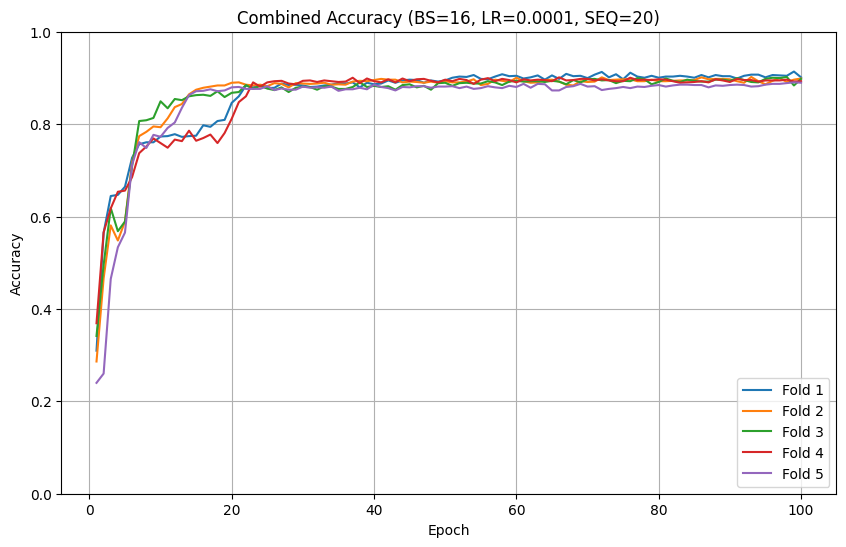 Combined Accuracy (BS=16, LR=0.0001, SEQ=20)
1.0
0.8
0.6
0.4
0.2
0.0
Accuracy
0 20 40 60 80 100
Epoch
Fold 1
Fold 2
Fold 3
Fold 4
Fold 5